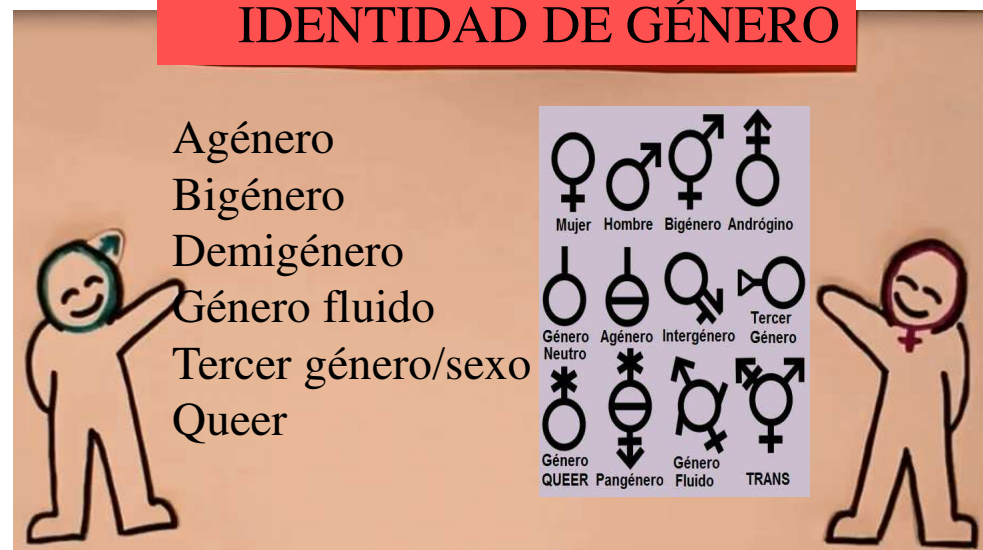 IDENTIDAD DE GÉNERO
Agénero
Bigénero
Demigénero
Género fluido
Tercer género/sexo
Queer
Mujer Hombre Bigénero Andrógino
Género Neutro Agénero Intergénero Tercer Género
Género QUEER Pangénero Género Fluido TRANS